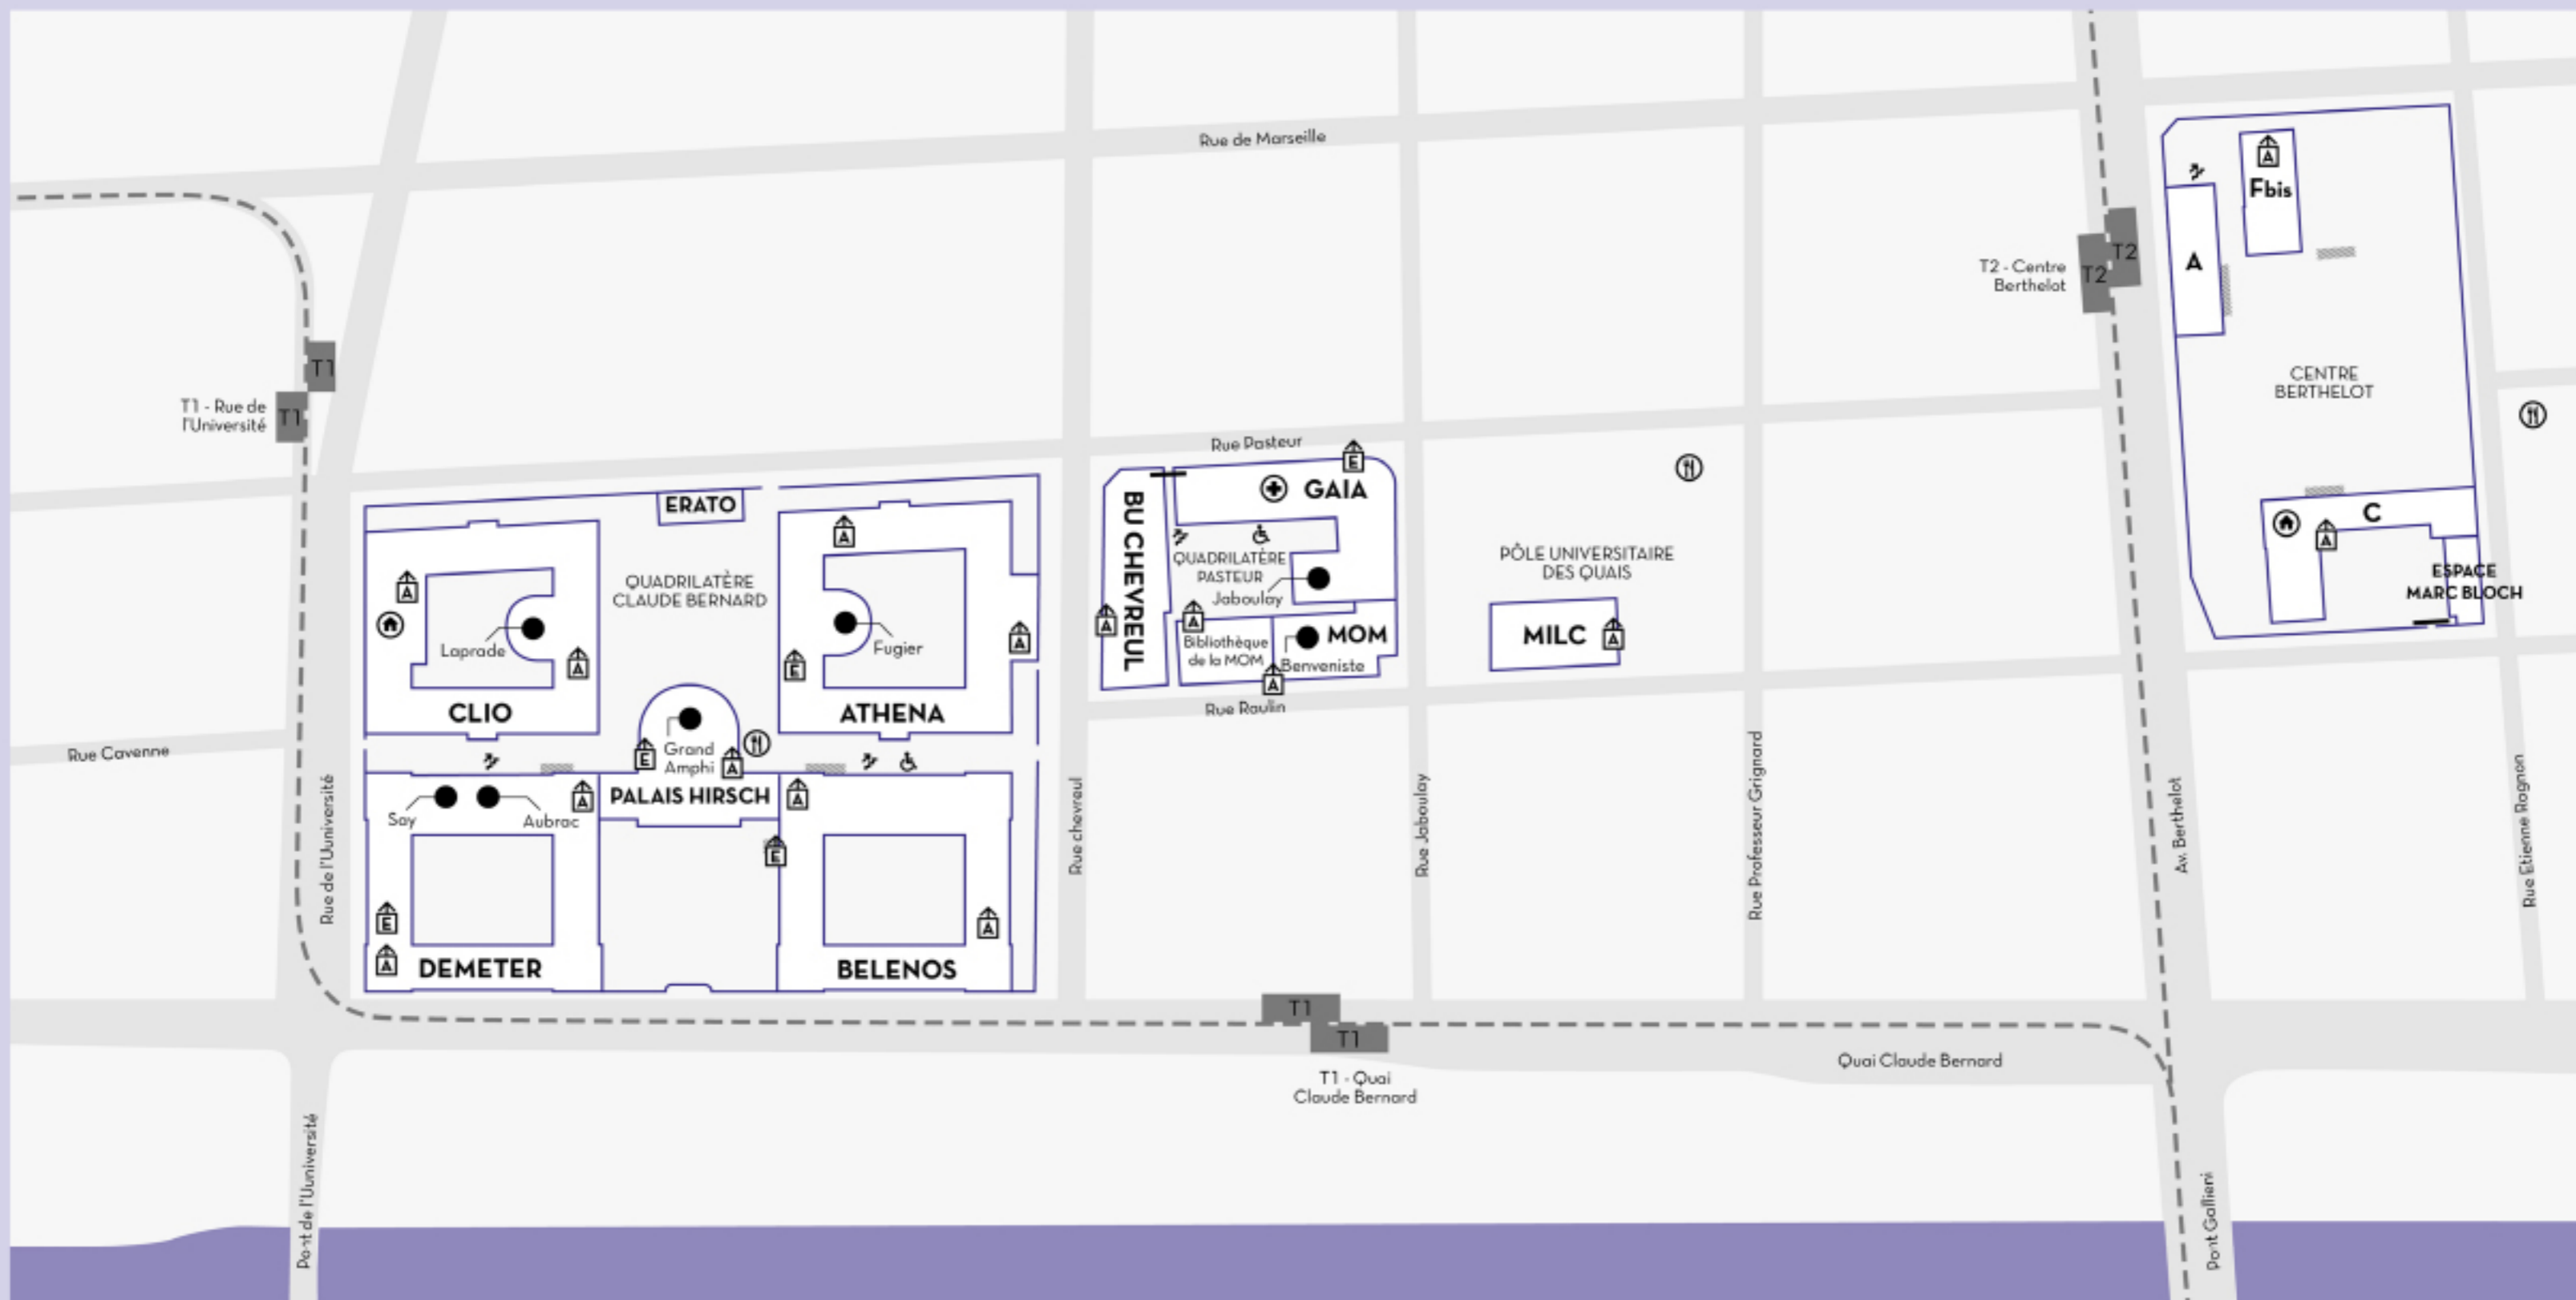 Rue de Marseille
T1 - Rue de
l'Université
T1
T1
Rue Cavenne
Rue de l'Uuniversité
Pont de l'Uuniversité
ERATO
QUADRILATÈRE
CLAUDE BERNARD
A
A
Laprade
CLIO
A
E
A
Fugier
ATHENA
E
Grand
Amphi
A
PALAIS HIRSCH
Say
Aubrac
A
E
A
DEMETER
A
E
A
BELENOS
Rue chevreul
Rue Pasteur
BU CHEVREUL
A
E
GAIA
QUADRILATÈRE
PASTEUR
Jaboulay
A
Bibliothèque
de la MOM
MOM
Benveniste
A
Rue Raulin
Rue Jaboulay
PÔLE UNIVERSITAIRE
DES QUAIS
MILC
A
Rue Professeur Grignard
T1
T1
T1 - Quai
Claude Bernard
Quai Claude Bernard
T2 - Centre
Berthelot
T2
T2
A
Fbis
A
CENTRE
BERTHELOT
C
A
ESPACE
MARC BLOCH
Av. Berthelot
Rue Etienne Rognon
Pont Gallieni